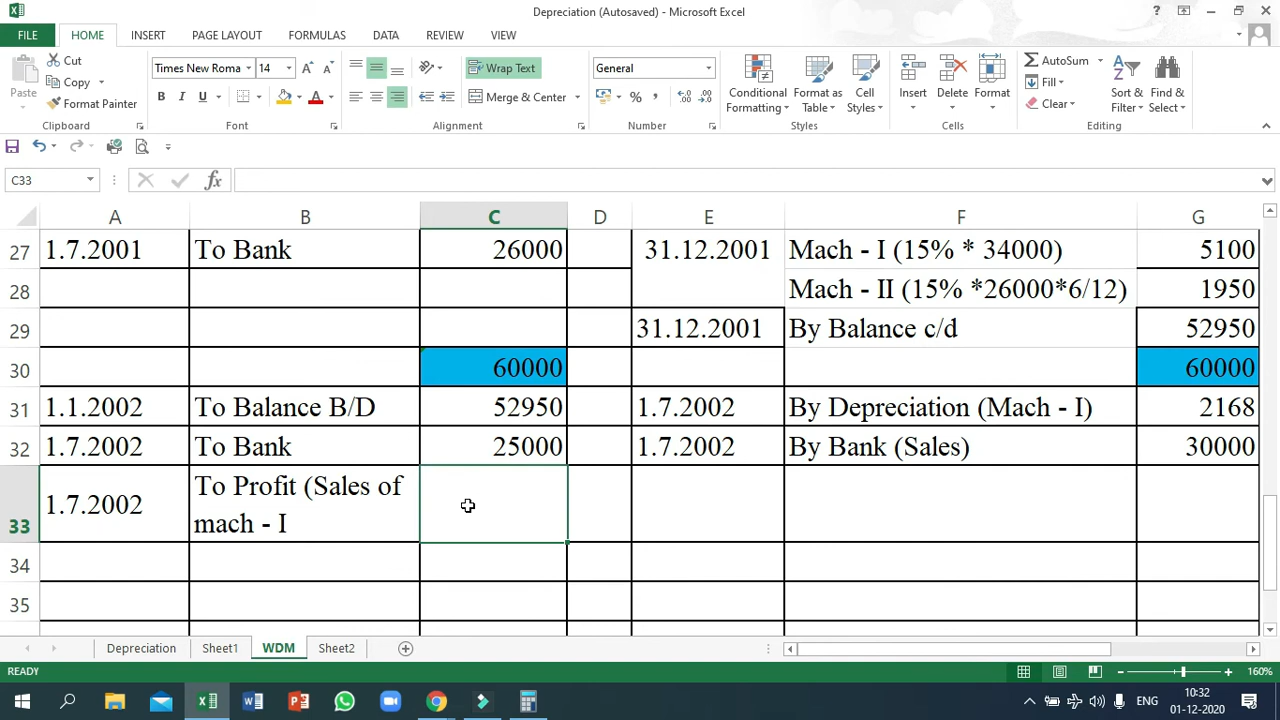 Depreciation (Autosaved) - Microsoft Excel
FILE HOME INSERT PAGE LAYOUT FORMULAS DATA REVIEW VIEW
Paste Cut Copy Format Painter Clipboard
Times New Roma 14 A A B I U A Font
Wrap Text Merge & Center Alignment
General % , Number
Conditional Formatting Format as Table Cell Styles Styles
Insert Delete Format Cells
AutoSum Fill Clear Sort & Filter Find & Select Editing
C33 fx
A B C D E F G
27 1.7.2001 To Bank 26000 31.12.2001 Mach - I (15% * 34000) 5100
28 Mach - II (15% *26000*6/12) 1950
29 31.12.2001 By Balance c/d 52950
30 60000 60000
31 1.1.2002 To Balance B/D 52950 1.7.2002 By Depreciation (Mach - I) 2168
32 1.7.2002 To Bank 25000 1.7.2002 By Bank (Sales) 30000
33 1.7.2002 To Profit (Sales of
mach - I
34
35
Depreciation Sheet1 WDM Sheet2
READY 160%
ENG 10:32
01-12-2020